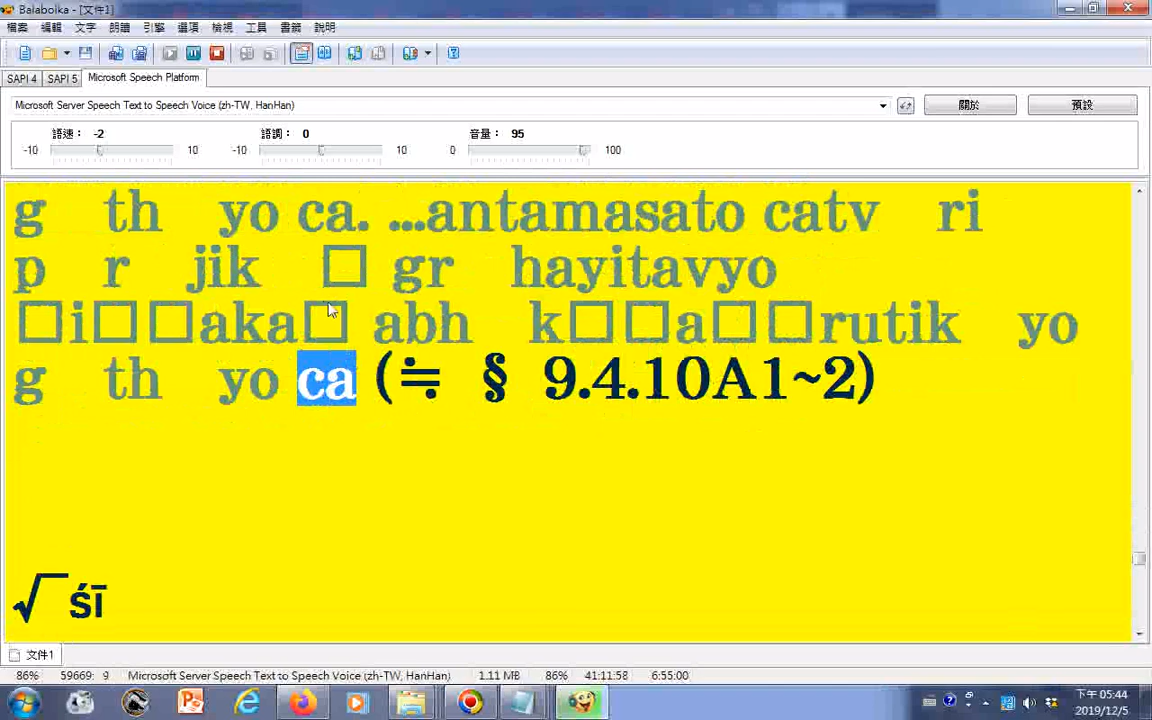 Balabolka - [文件1]
檔案 編輯 文字 朗讀 引擎 選項 檢視 工具 書籤 說明
SAPI 4 SAPI 5 Microsoft Speech Platform
Microsoft Server Speech Text to Speech Voice (zh-TW, HanHan) 關於 預設
語速： -2 語調： 0 音量： 95
-10 10 -10 10 0 100
g th yo ca. ...antamasato catv ri
p r jik □ gr hayitavyo
□i□□aka□ abh k□□a□□rutik yo
g th yo ca (≒ § 9.4.10A1~2)
√śī
文件1
86% 59669: 9 Microsoft Server Speech Text to Speech Voice (zh-TW, HanHan) 1.11 MB 86% 41:11:58 6:55:00
下午 05:44
2019/12/5